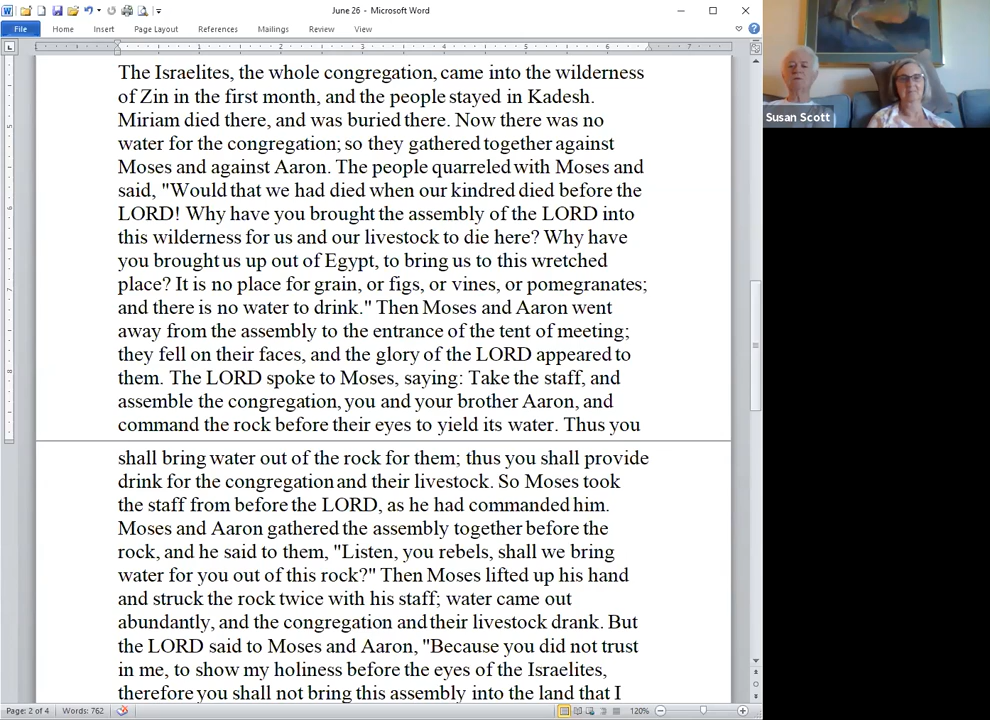 June 26 - Microsoft Word
File Home Insert Page Layout References Mailings Review View
1 2 3 4 5 6 7
The Israelites, the whole congregation, came into the wilderness
of Zin in the first month, and the people stayed in Kadesh.
Miriam died there, and was buried there. Now there was no
water for the congregation; so they gathered together against
Moses and against Aaron. The people quarreled with Moses and
said, "Would that we had died when our kindred died before the
LORD! Why have you brought the assembly of the LORD into
this wilderness for us and our livestock to die here? Why have
you brought us up out of Egypt, to bring us to this wretched
place? It is no place for grain, or figs, or vines, or pomegranates;
and there is no water to drink." Then Moses and Aaron went
away from the assembly to the entrance of the tent of meeting;
they fell on their faces, and the glory of the LORD appeared to
them. The LORD spoke to Moses, saying: Take the staff, and
assemble the congregation, you and your brother Aaron, and
command the rock before their eyes to yield its water. Thus you
shall bring water out of the rock for them; thus you shall provide
drink for the congregation and their livestock. So Moses took
the staff from before the LORD, as he had commanded him.
Moses and Aaron gathered the assembly together before the
rock, and he said to them, "Listen, you rebels, shall we bring
water for you out of this rock?" Then Moses lifted up his hand
and struck the rock twice with his staff; water came out
abundantly, and the congregation and their livestock drank. But
the LORD said to Moses and Aaron, "Because you did not trust
in me, to show my holiness before the eyes of the Israelites,
therefore you shall not bring this assembly into the land that I
Page: 2 of 4 Words: 762 120%
Susan Scott